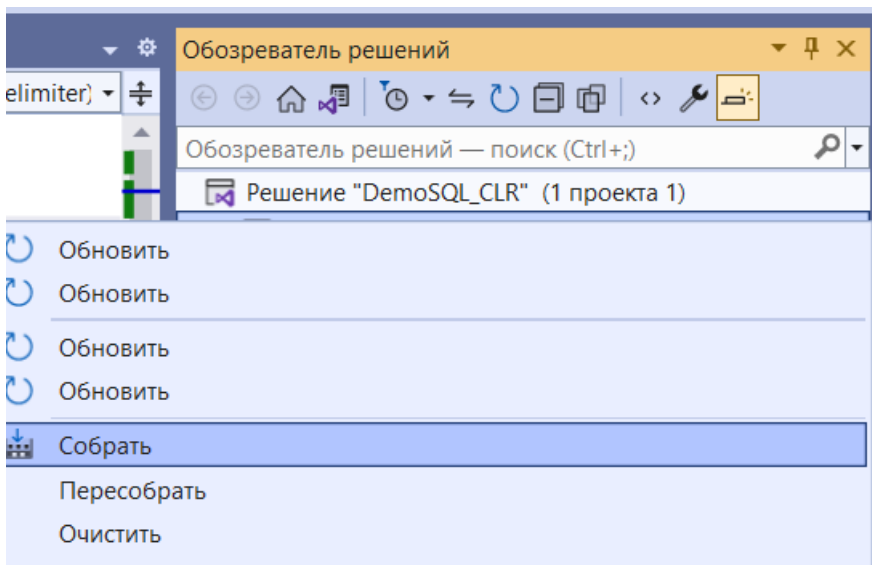 Обозреватель решений
elimiter)
Обозреватель решений — поиск (Ctrl+;)
Решение "DemoSQL_CLR" (1 проекта 1)
Обновить
Обновить
Обновить
Обновить
Собрать
Пересобрать
Очистить